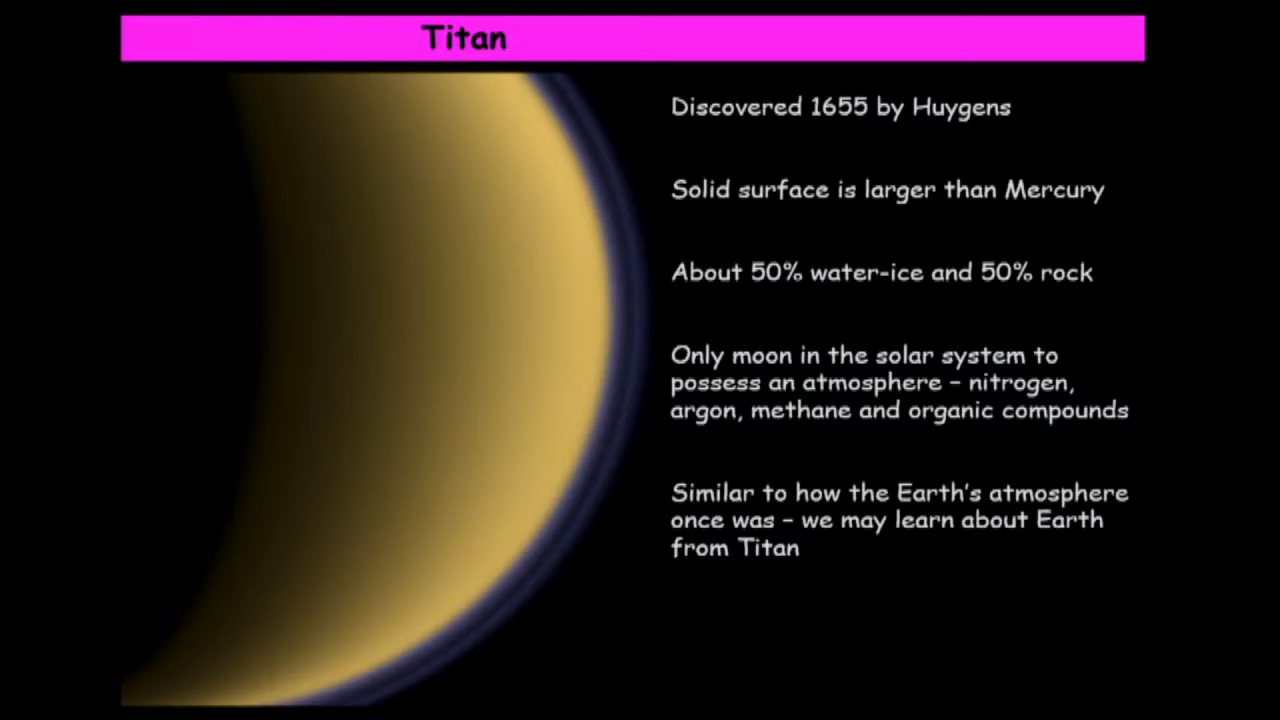 Titan
Discovered 1655 by Huygens
Solid surface is larger than Mercury
About 50% water-ice and 50% rock
Only moon in the solar system to
possess an atmosphere – nitrogen,
argon, methane and organic compounds
Similar to how the Earth's atmosphere
once was – we may learn about Earth
from Titan